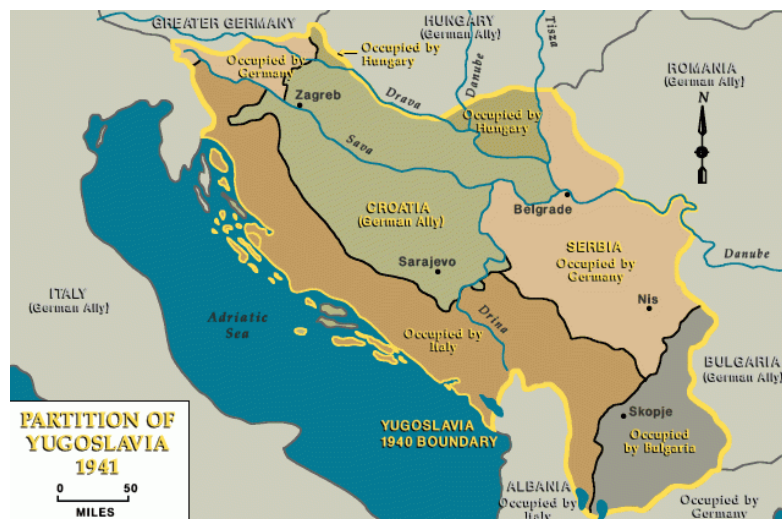 GREATER GERMANY
HUNGARY
(German Ally)
Occupied by
Hungary
Occupied by
Germany
Tisza
Danube
ROMANIA
(German Ally)
N
Zagreb
Drava
Occupied by
Hungary
Sava
CROATIA
(German Ally)
Belgrade
SERBIA
Occupied by
Germany
Danube
Sarajevo
ITALY
(German Ally)
Adriatic
Sea
Drina
Nis
Occupied by
Italy
BULGARIA
(German Ally)
Skopje
YUGOSLAVIA
1940 BOUNDARY
Occupied
by Bulgaria
ALBANIA
Occupied by
Italy
Greece
Occupied by
Germany
PARTITION OF
YUGOSLAVIA
1941
0 50
MILES